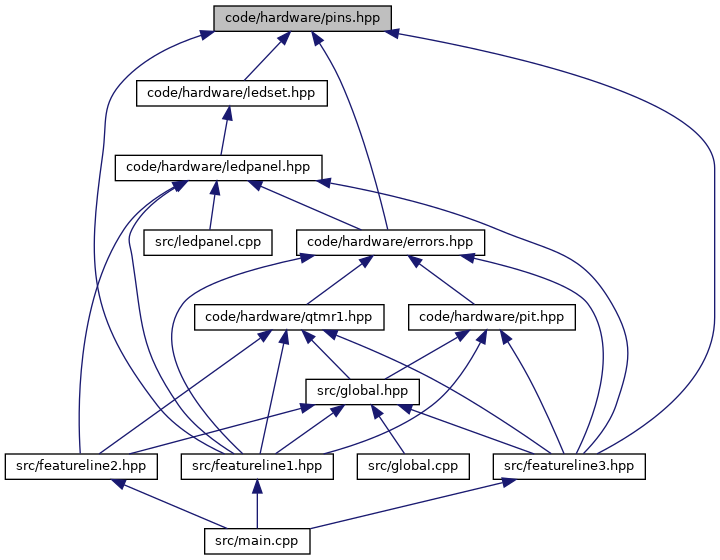 code/hardware/pins.hpp
code/hardware/ledset.hpp
code/hardware/ledpanel.hpp
src/ledpanel.cpp
code/hardware/errors.hpp
code/hardware/qtmr1.hpp
code/hardware/pit.hpp
src/global.hpp
src/featureline2.hpp
src/featureline1.hpp
src/global.cpp
src/featureline3.hpp
src/main.cpp